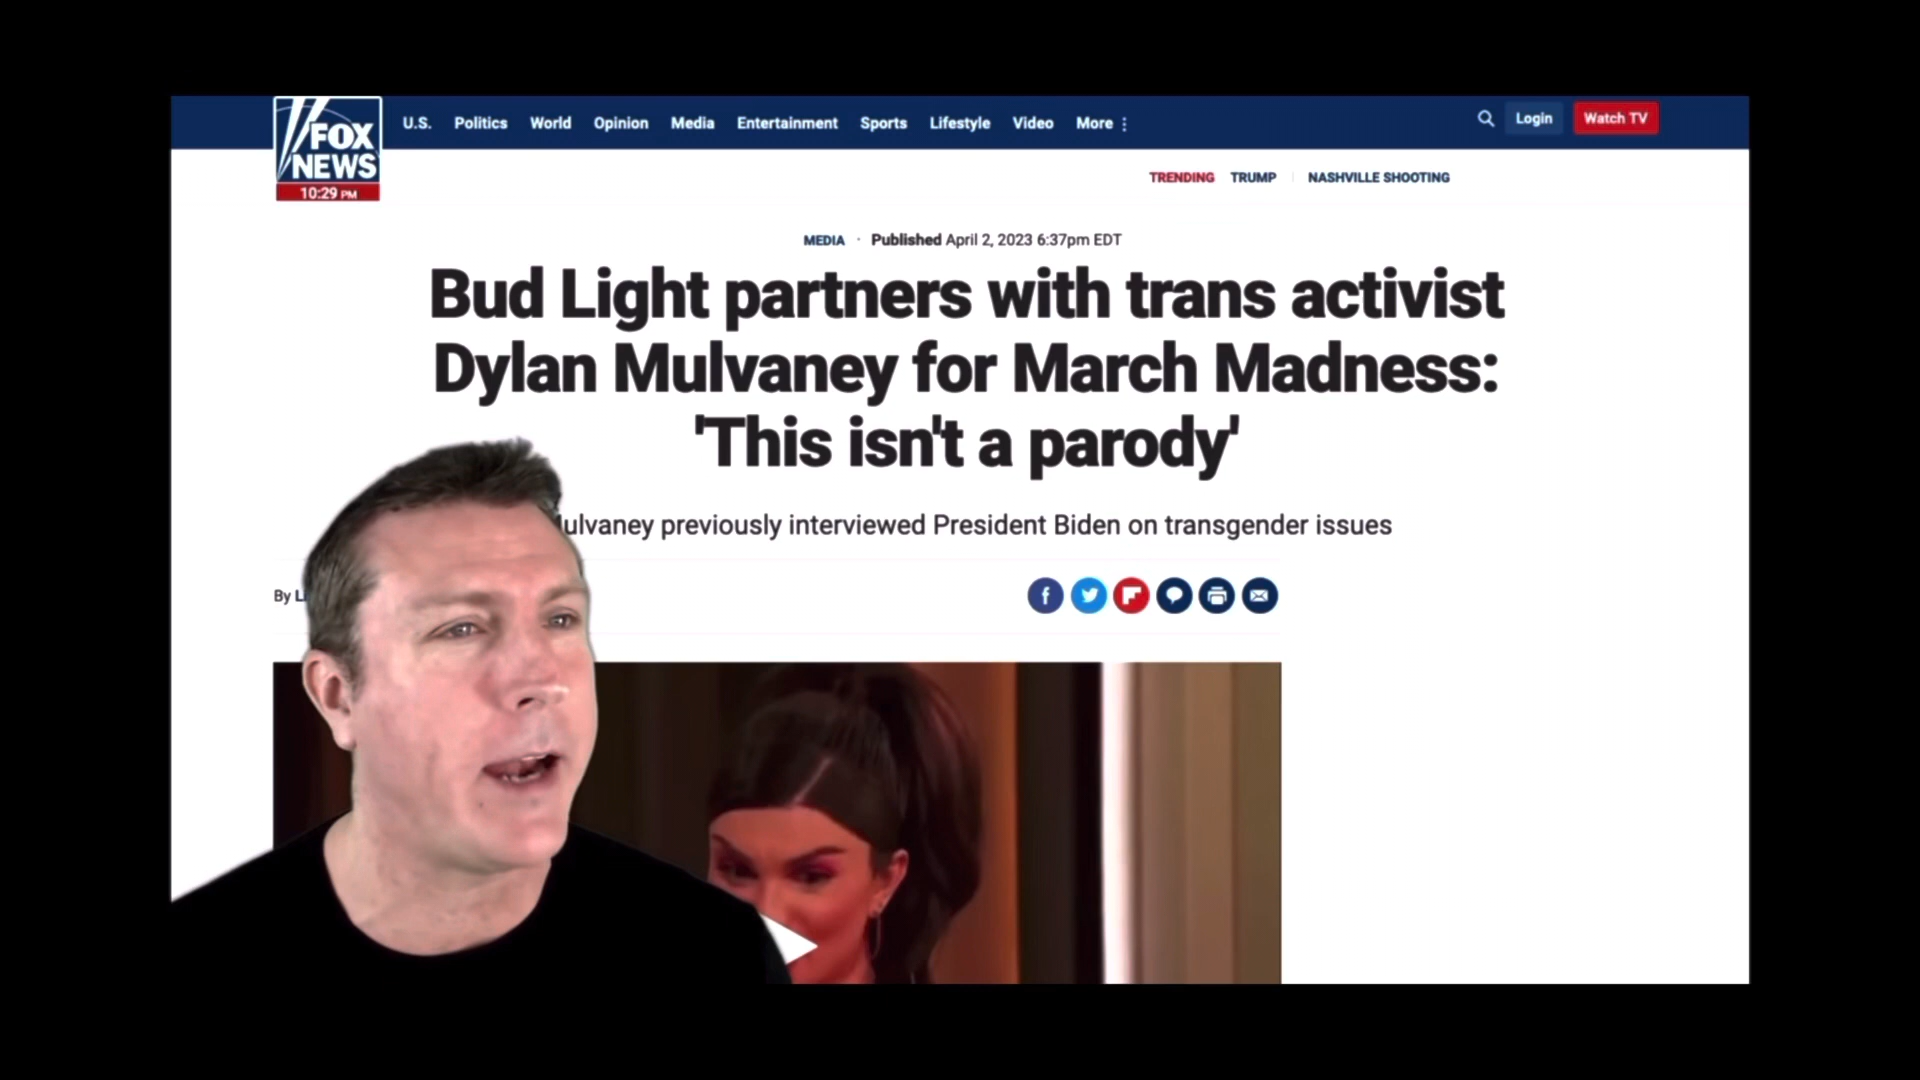 FOX
NEWS
10:29 PM
U.S. Politics World Opinion Media Entertainment Sports Lifestyle Video More
Login
Watch TV
TRENDING TRUMP NASHVILLE SHOOTING
MEDIA · Published April 2, 2023 6:37pm EDT
Bud Light partners with trans activist
Dylan Mulvaney for March Madness:
'This isn't a parody'
previously interviewed President Biden on transgender issues
By